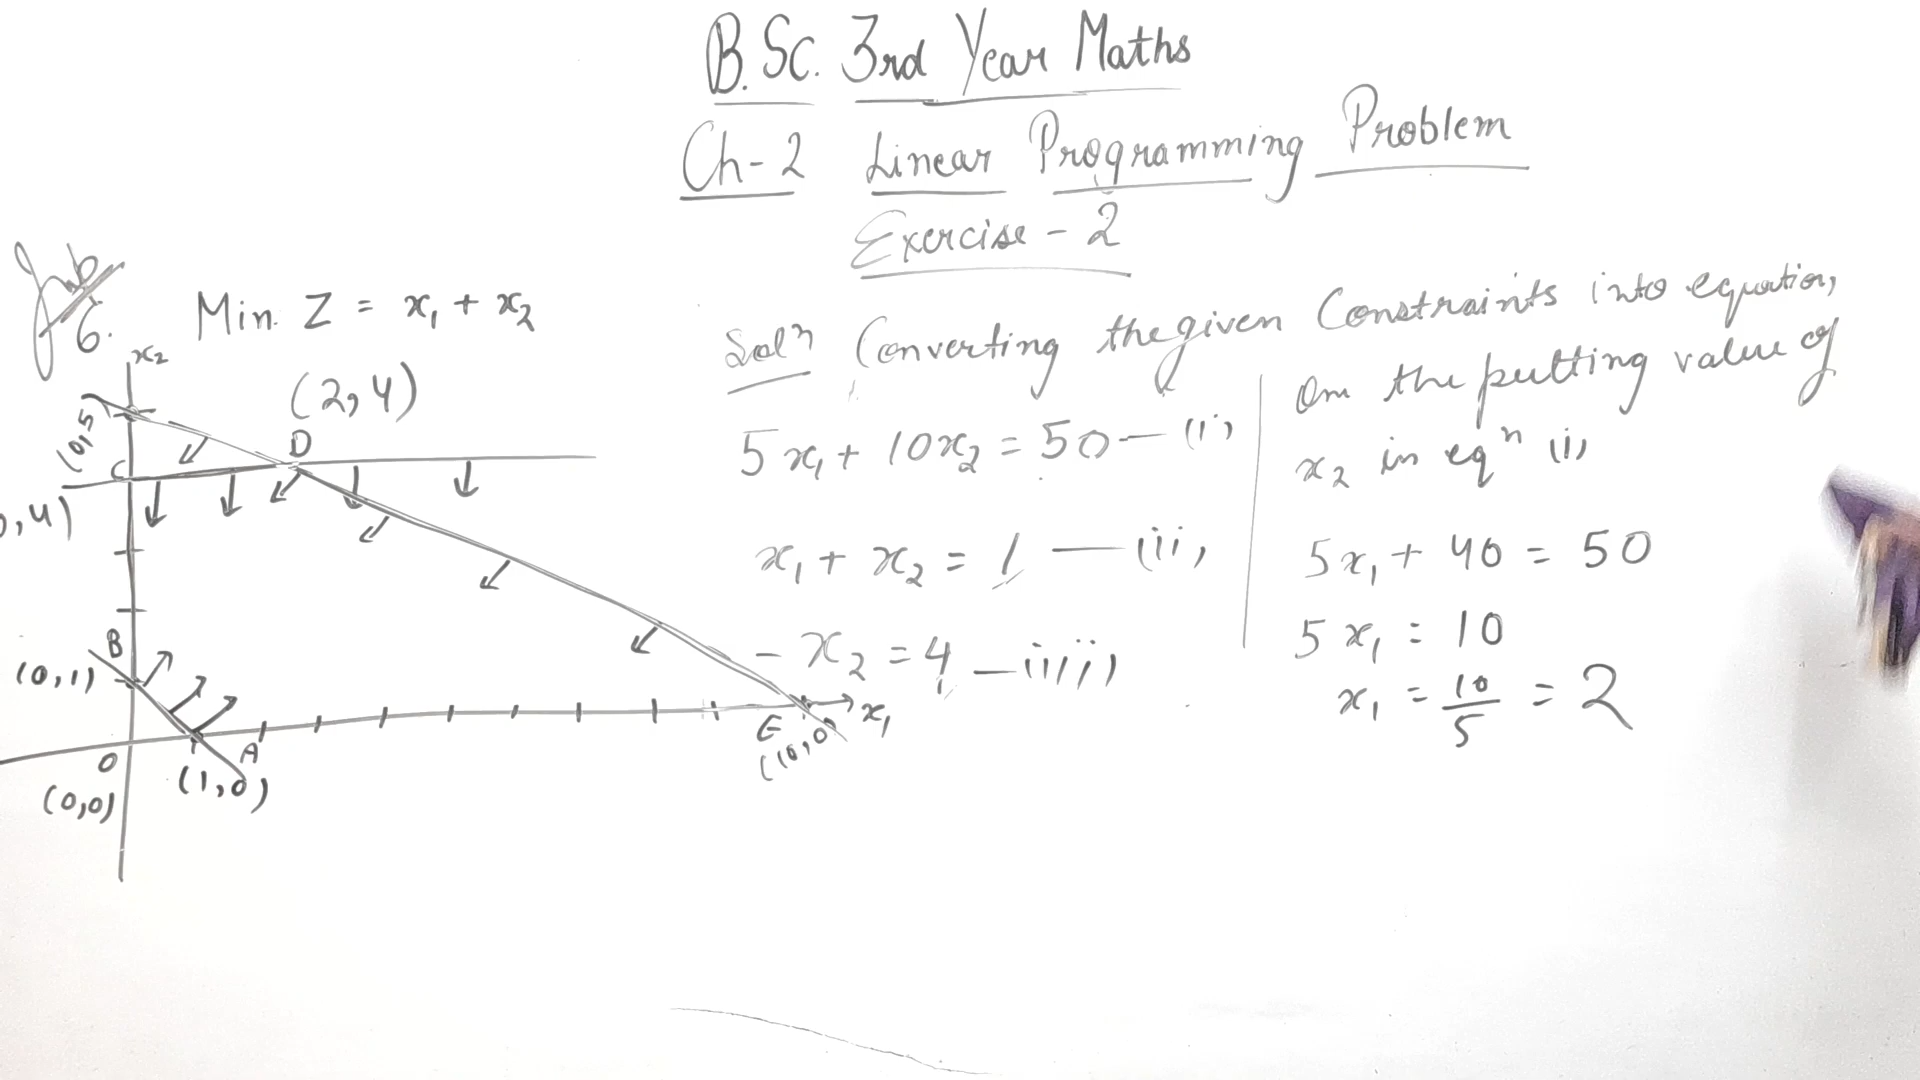 B.Sc. 3rd Year Maths
Ch-2 Linear Programming Problem
Exercise - 2
6. Min. Z = x₁ + x₂
x₂
(2,4)
D
(0,5
C
,4)
B
(0,1)
O
(0,0)
A
(1,0)
E
(10,0
x₁
Solⁿ Converting the given Constraints into equation,
5x₁ + 10x₂ = 50 — (i)
x₁ + x₂ = 1 — (ii)
- x₂ = 4 — (iii)
on the putting value of
x₂ in eqⁿ (i)
5x₁ + 40 = 50
5x₁ = 10
x₁ = 10/5 = 2